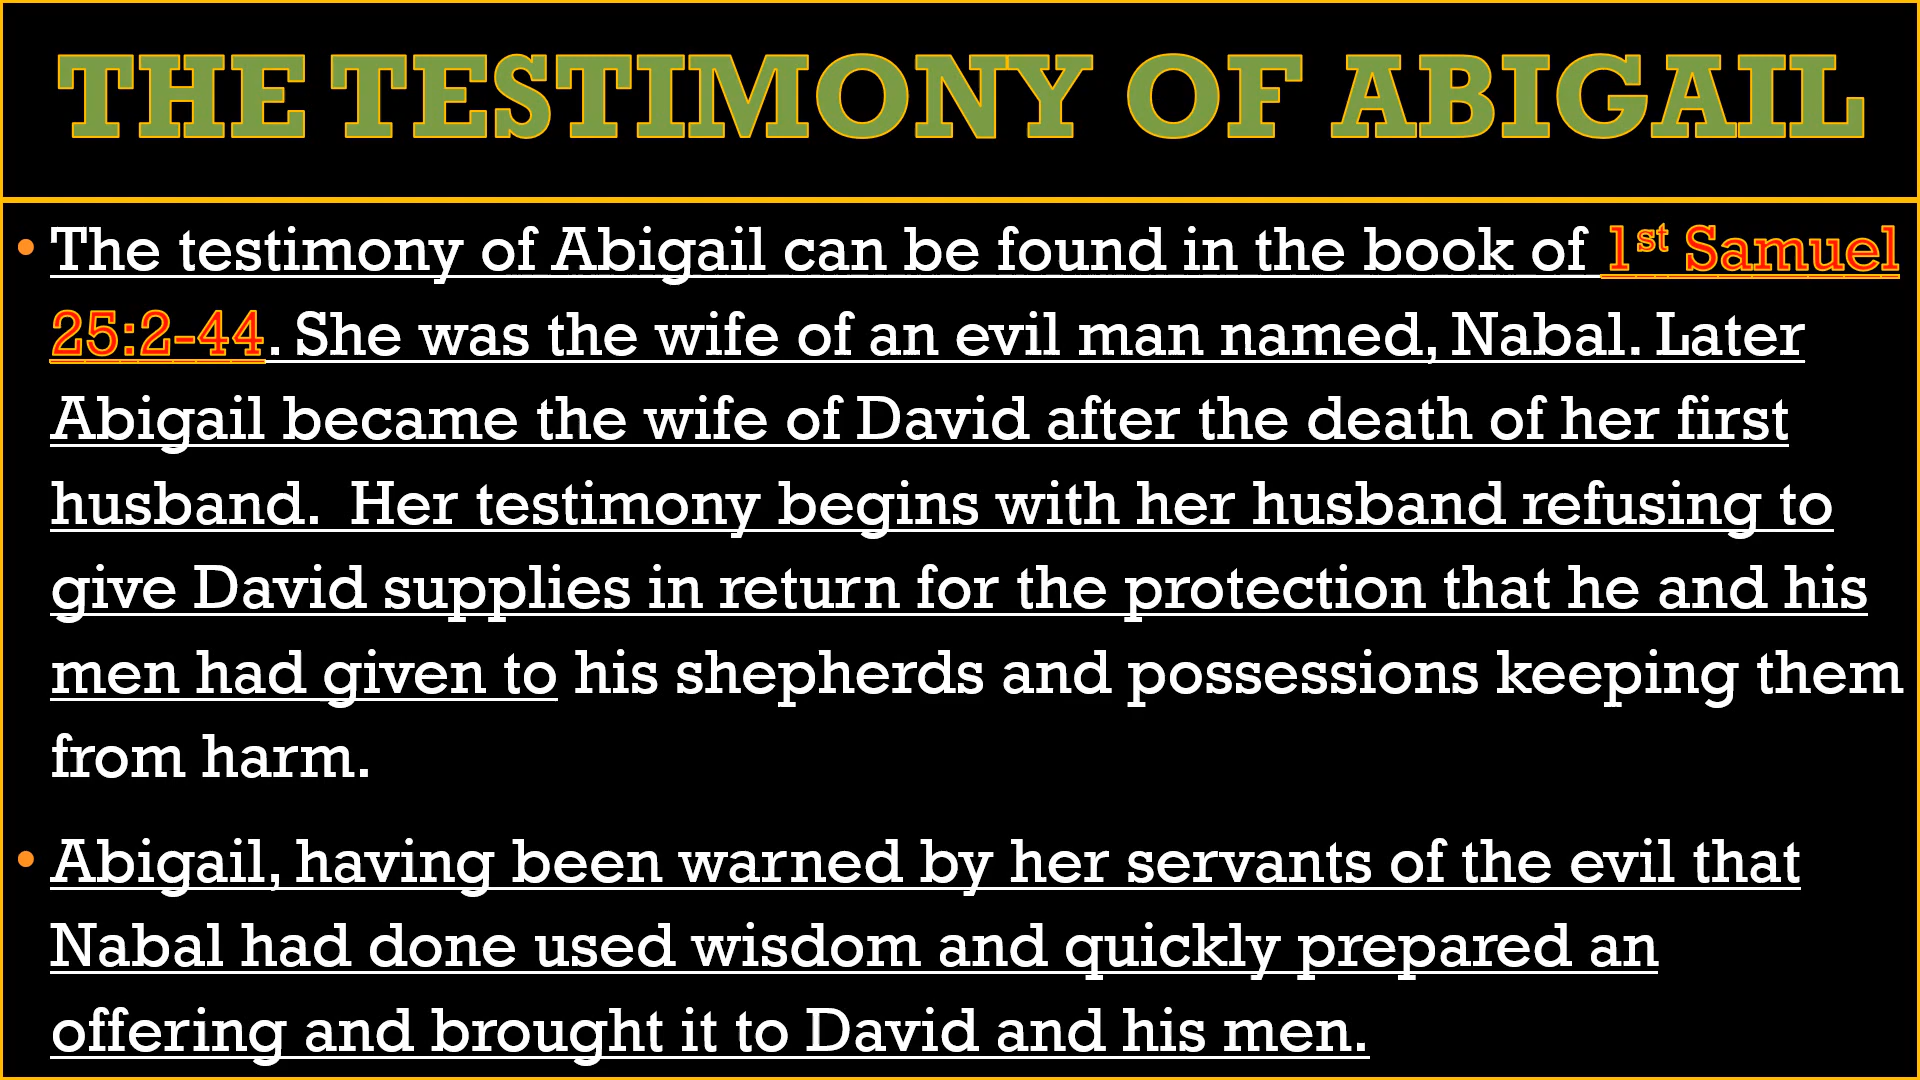 THE TESTIMONY OF ABIGAIL
• The testimony of Abigail can be found in the book of 1st Samuel
25:2-44. She was the wife of an evil man named, Nabal. Later
Abigail became the wife of David after the death of her first
husband.  Her testimony begins with her husband refusing to
give David supplies in return for the protection that he and his
men had given to his shepherds and possessions keeping them
from harm.
• Abigail, having been warned by her servants of the evil that
Nabal had done used wisdom and quickly prepared an
offering and brought it to David and his men.